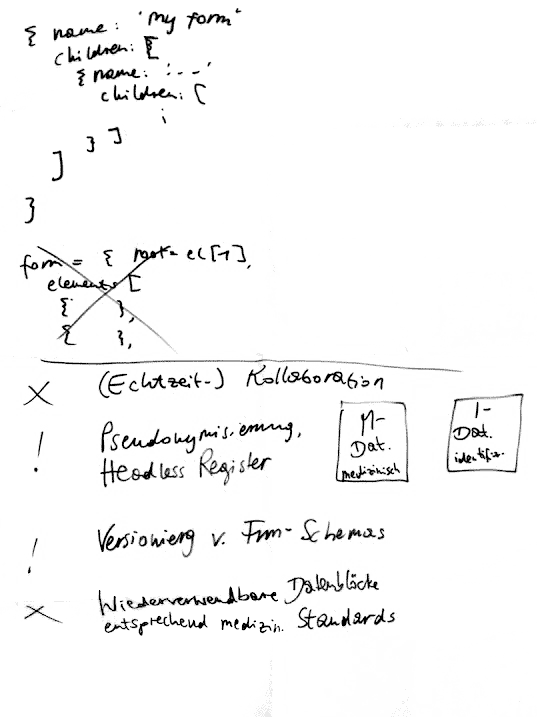 { name: 'My form'
children: [
{ name: '...'
children: [
⋮
} ]
]
}
form = { root = el[1],
elements [
{ },
{ },
X (Echtzeit-) Kollaboration
! Pseudonymisierung,
Headless Register
M-
Dat.
medizinisch
I-
Dat.
identifiz.
! Versionierg v. Form-Schemas
X Wiederverwendbare Datenblöcke
entsprechend medizin. Standards